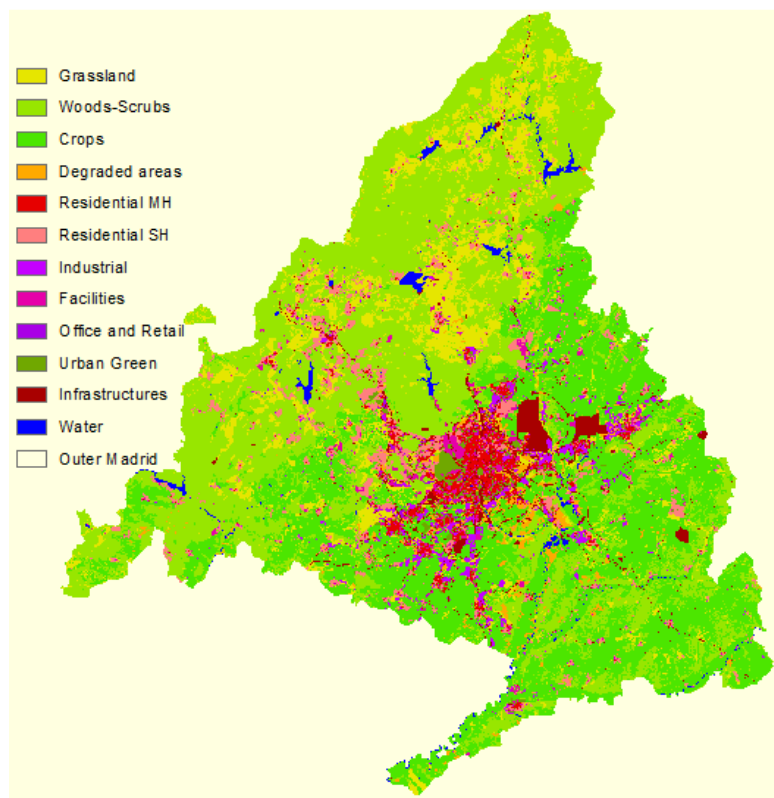 Grassland
Woods-Scrubs
Crops
Degraded areas
Residential MH
Residential SH
Industrial
Facilities
Office and Retail
Urban Green
Infrastructures
Water
Outer Madrid